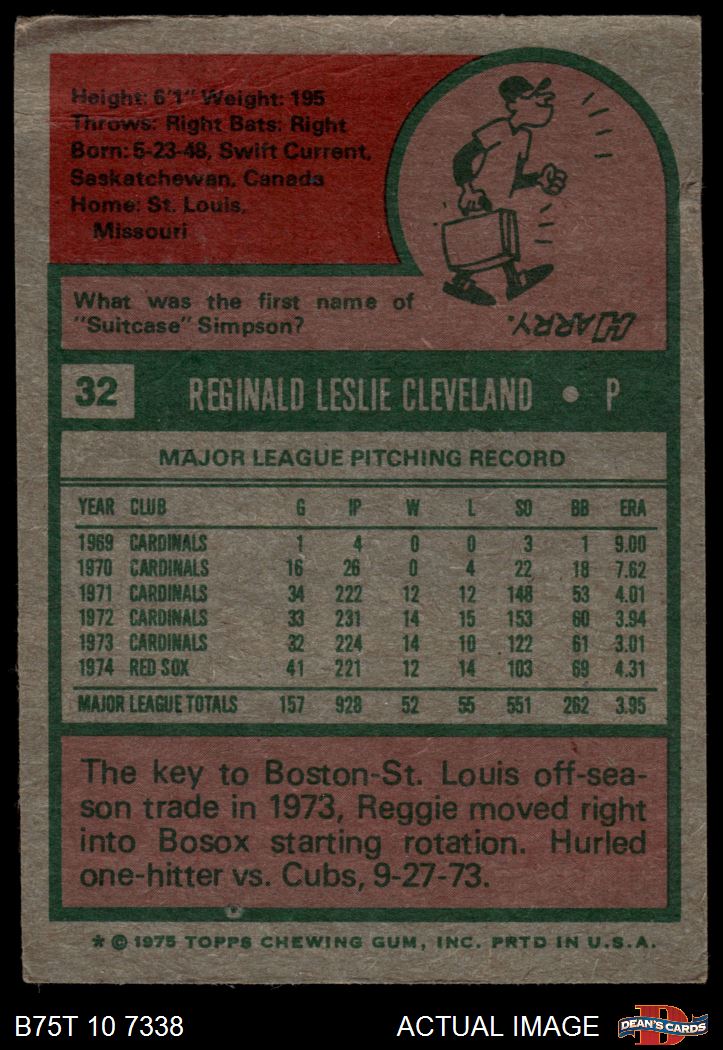 Height: 6'1" Weight: 195
Throws: Right Bats: Right
Born: 5-23-48, Swift Current,
Saskatchewan, Canada
Home: St. Louis,
Missouri
What was the first name of
"Suitcase" Simpson?
HARRY.
32 REGINALD LESLIE CLEVELAND • P
MAJOR LEAGUE PITCHING RECORD
YEAR CLUB G IP W L SO BB ERA
1969 CARDINALS 1 4 0 0 3 1 9.00
1970 CARDINALS 16 26 0 4 22 18 7.62
1971 CARDINALS 34 222 12 12 148 53 4.01
1972 CARDINALS 33 231 14 15 153 60 3.94
1973 CARDINALS 32 224 14 10 122 61 3.01
1974 RED SOX 41 221 12 14 103 69 4.31
MAJOR LEAGUE TOTALS 157 928 52 55 551 262 3.95
The key to Boston-St. Louis off-sea-
son trade in 1973, Reggie moved right
into Bosox starting rotation. Hurled
one-hitter vs. Cubs, 9-27-73.
* © 1975 TOPPS CHEWING GUM, INC. PRTD IN U.S.A.
B75T 10 7338 ACTUAL IMAGE D DEAN'S CARDS